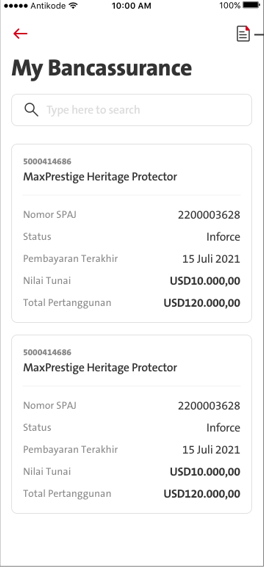 Antikode 10:00 AM 100%
My Bancassurance
Type here to search
5000414686
MaxPrestige Heritage Protector
Nomor SPAJ 2200003628
Status Inforce
Pembayaran Terakhir 15 Juli 2021
Nilai Tunai USD10.000,00
Total Pertanggunan USD120.000,00
5000414686
MaxPrestige Heritage Protector
Nomor SPAJ 2200003628
Status Inforce
Pembayaran Terakhir 15 Juli 2021
Nilai Tunai USD10.000,00
Total Pertanggunan USD120.000,00